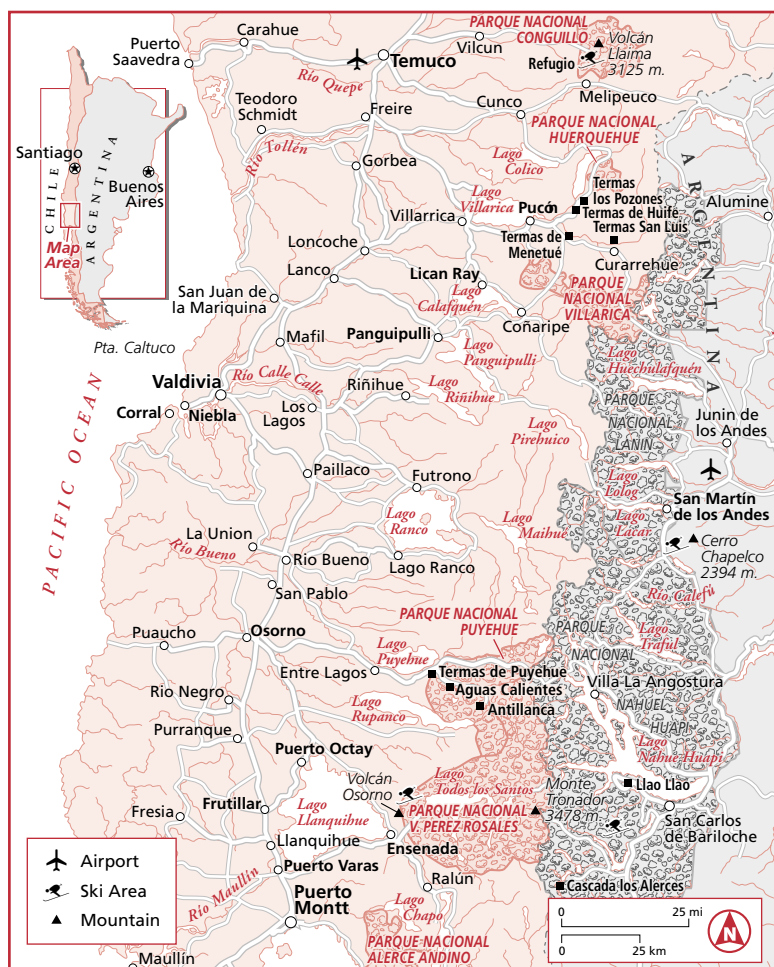 PARQUE NACIONAL
CONGUILLO
Carahue
Vilcun
Volcán
Llaima
3125 m.
Puerto
Saavedra
Temuco
Refugio
Río Quepe
Melipeuco
Teodoro
Schmidt
Freire
Cunco
PARQUE NACIONAL
HUERQUEHUE
Río Tollén
Gorbea
Lago
Colico
ARGENTINA
Santiago
Buenos
Aires
CHILE
ARGENTINA
Map
Area
Lago
Villarica
Termas
los Pozones
Alumine
Villarrica
Pucón
Termas de Huife
Termas San Luis
Loncoche
Termas de
Menetué
Curarrehue
Lanco
Lican Ray
PARQUE
NACIONAL
VILLARICA
San Juan de
la Mariquina
Lago
Calafquén
Coñaripe
Pta. Caltuco
Mafil
Panguipulli
Lago
Panguipulli
Lago
Huechulafquén
Valdivia
Río Calle Calle
Riñihue
Lago
Riñihue
PARQUE
NACIONAL
LANIN
Corral
Niebla
Los
Lagos
Lago
Pirehuico
Junin de
los Andes
PACIFIC OCEAN
Paillaco
Futrono
Lago
Lolog
San Martín
de los Andes
Lago
Ranco
Lago
Maihue
Lago
Lácar
La Union
Río Bueno
Rio Bueno
Lago Ranco
Cerro
Chapelco
2394 m.
San Pablo
Río Calefú
PARQUE NACIONAL
PUYEHUE
PARQUE
NACIONAL
NAHUEL
HUAPI
Puaucho
Osorno
Lago
Puyehue
Lago
Traful
Entre Lagos
Termas de Puyehue
Aguas Calientes
Antillanca
Villa La Angostura
Rio Negro
Lago
Rupanco
Purranque
Lago
Nahue Huapi
Puerto Octay
Volcán
Osorno
Lago
Todos los Santos
Monte
Tronador
3478 m.
Llao Llao
Fresia
Frutillar
Lago
Llanquihue
PARQUE NACIONAL
V. PEREZ ROSALES
San Carlos
de Bariloche
Llanquihue
Ensenada
Puerto Varas
Ralún
Cascada los Alerces
Río Maullín
Puerto
Montt
Lago
Chapo
PARQUE NACIONAL
ALERCE ANDINO
Maullín
Airport
Ski Area
Mountain
0 25 mi
0 25 km
N